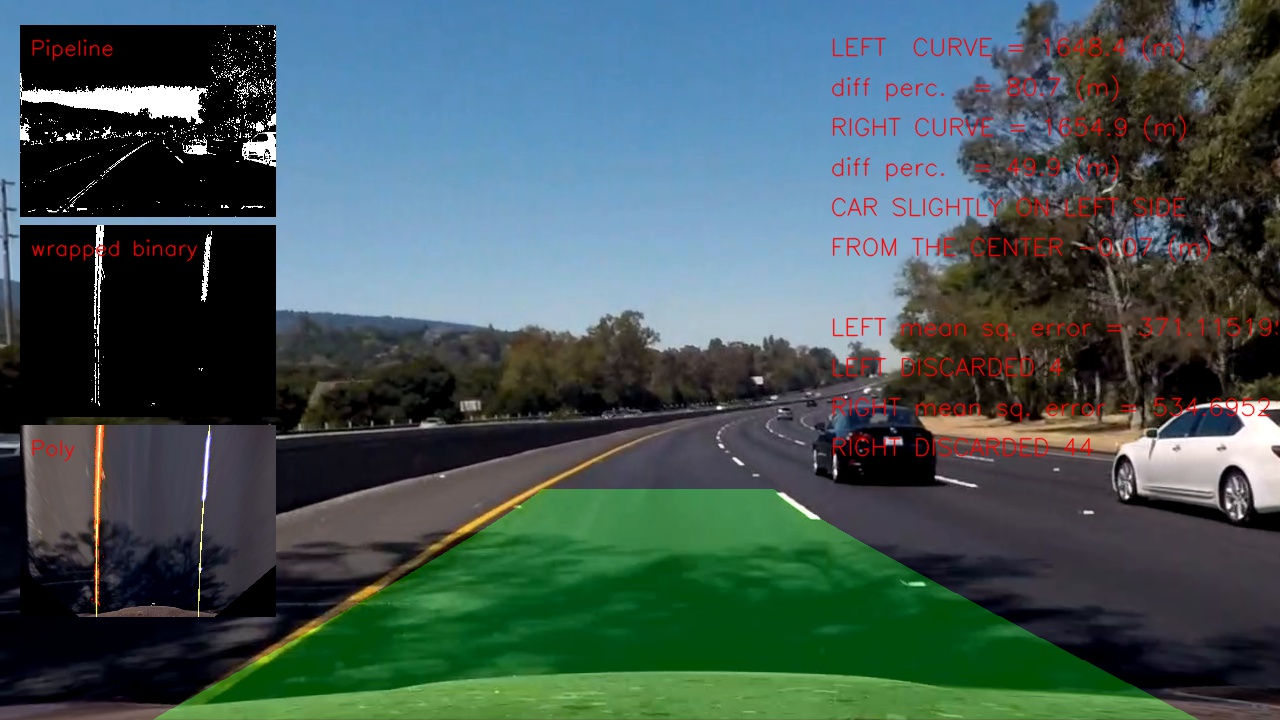 Pipeline
wrapped binary
Poly
LEFT CURVE = 1648.4 (m)
diff perc. = 80.7 (m)
RIGHT CURVE = 1654.9 (m)
diff perc. = 49.9 (m)
CAR SLIGHTLY ON LEFT SIDE
FROM THE CENTER -0.07 (m)
LEFT mean sq. error = 371.115195
LEFT DISCARDED 4
RIGHT mean sq. error = 534.6952
RIGHT DISCARDED 44